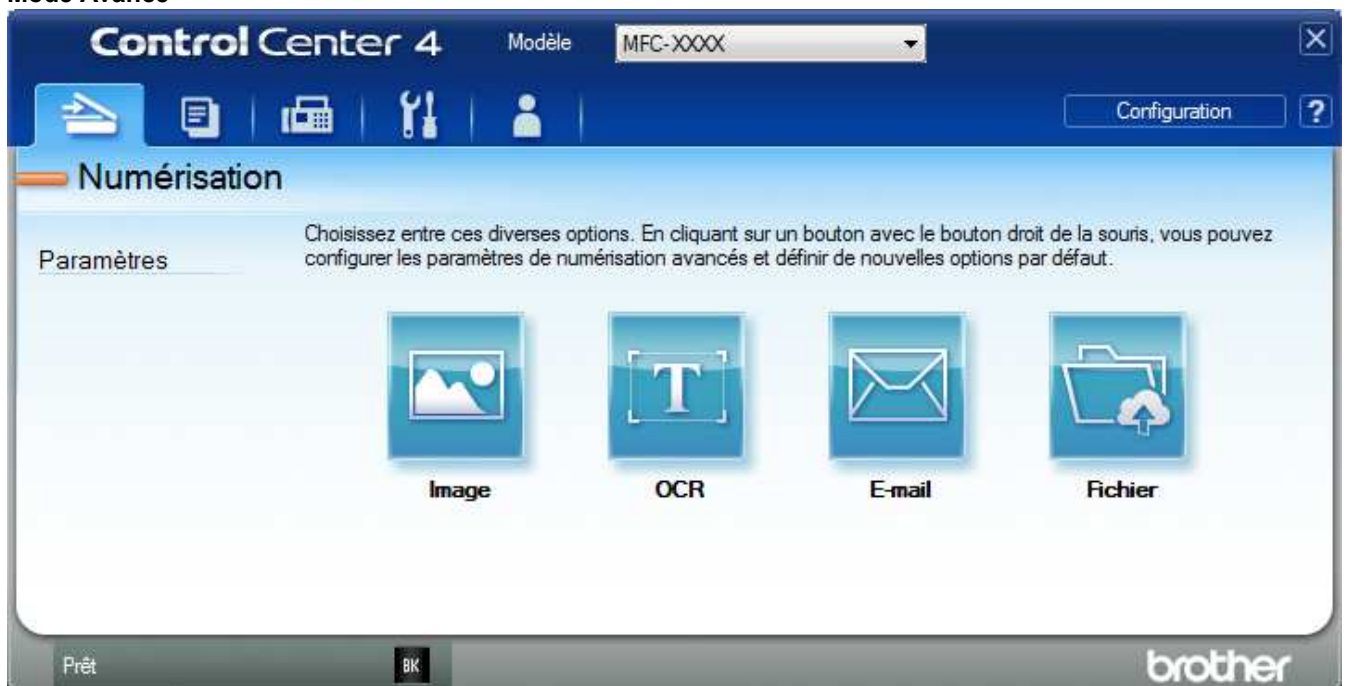 Mode Avancé
Control Center 4 Modèle MFC-XXXX
Configuration ?
Numérisation
Paramètres
Choisissez entre ces diverses options. En cliquant sur un bouton avec le bouton droit de la souris, vous pouvez
configurer les paramètres de numérisation avancés et définir de nouvelles options par défaut.
T
Image OCR E-mail Fichier
Prêt BK brother